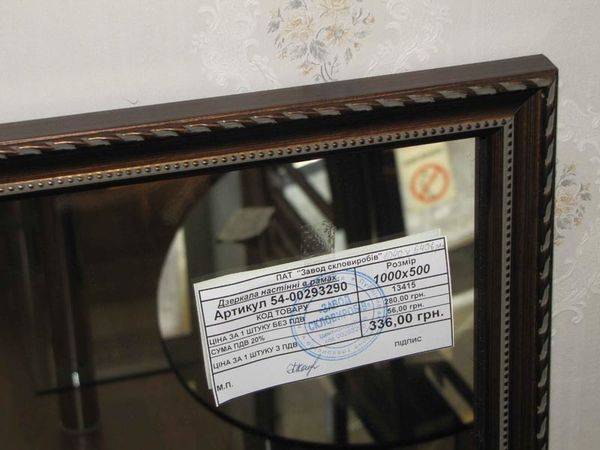 ПАТ "Завод скловиробів"
Дзеркала настінні в рамах Розмір
Артикул 54-00293290 1000х500
КОД ТОВАРУ 13415
ЦІНА ЗА 1 ШТУКУ БЕЗ ПДВ 280,00 грн.
СУМА ПДВ 20% 56,00 грн.
ЦІНА ЗА 1 ШТУКУ З ПДВ 336,00 грн.
М.П. ПІДПИС
ЗАВОД
СКЛОВИРОБІВ